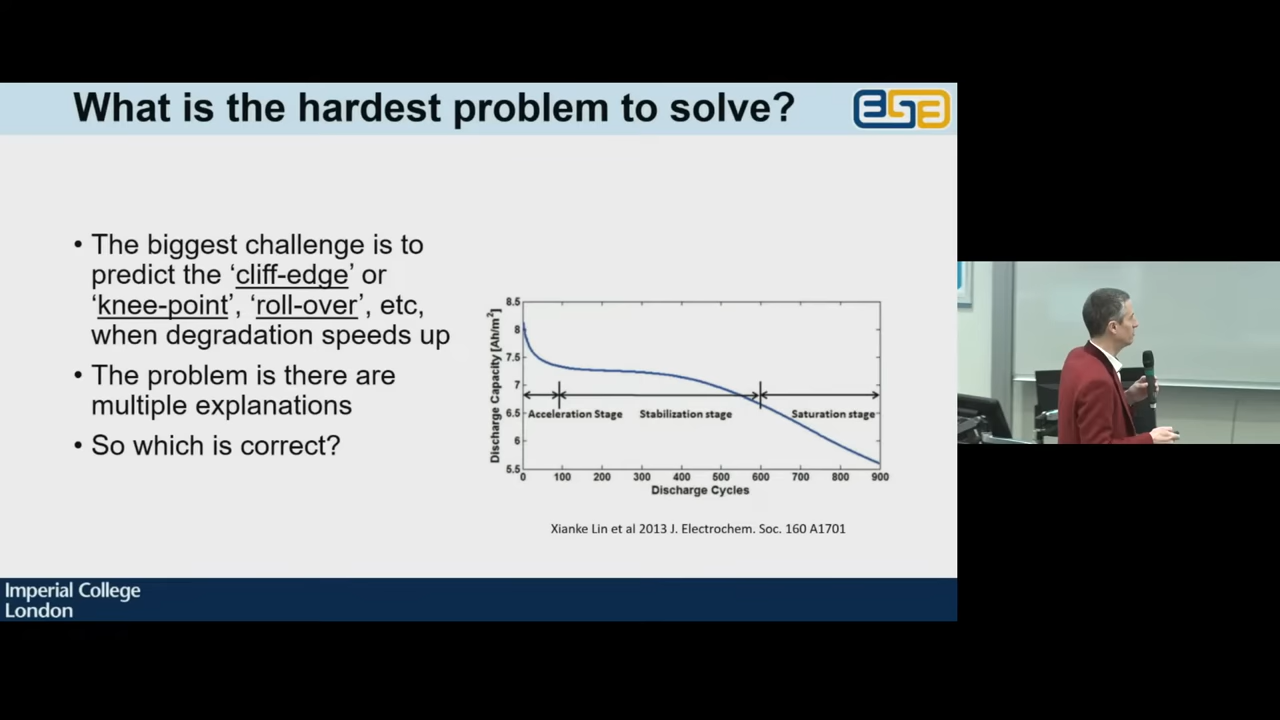 What is the hardest problem to solve?
• The biggest challenge is to
predict the ‘cliff-edge’ or
‘knee-point’, ‘roll-over’, etc,
when degradation speeds up
• The problem is there are
multiple explanations
• So which is correct?
8.5
8
7.5
7
6.5
6
5.5
Discharge Capacity [Ah/m²]
Acceleration Stage
Stabilization stage
Saturation stage
0 100 200 300 400 500 600 700 800 900
Discharge Cycles
Xianke Lin et al 2013 J. Electrochem. Soc. 160 A1701
Imperial College
London